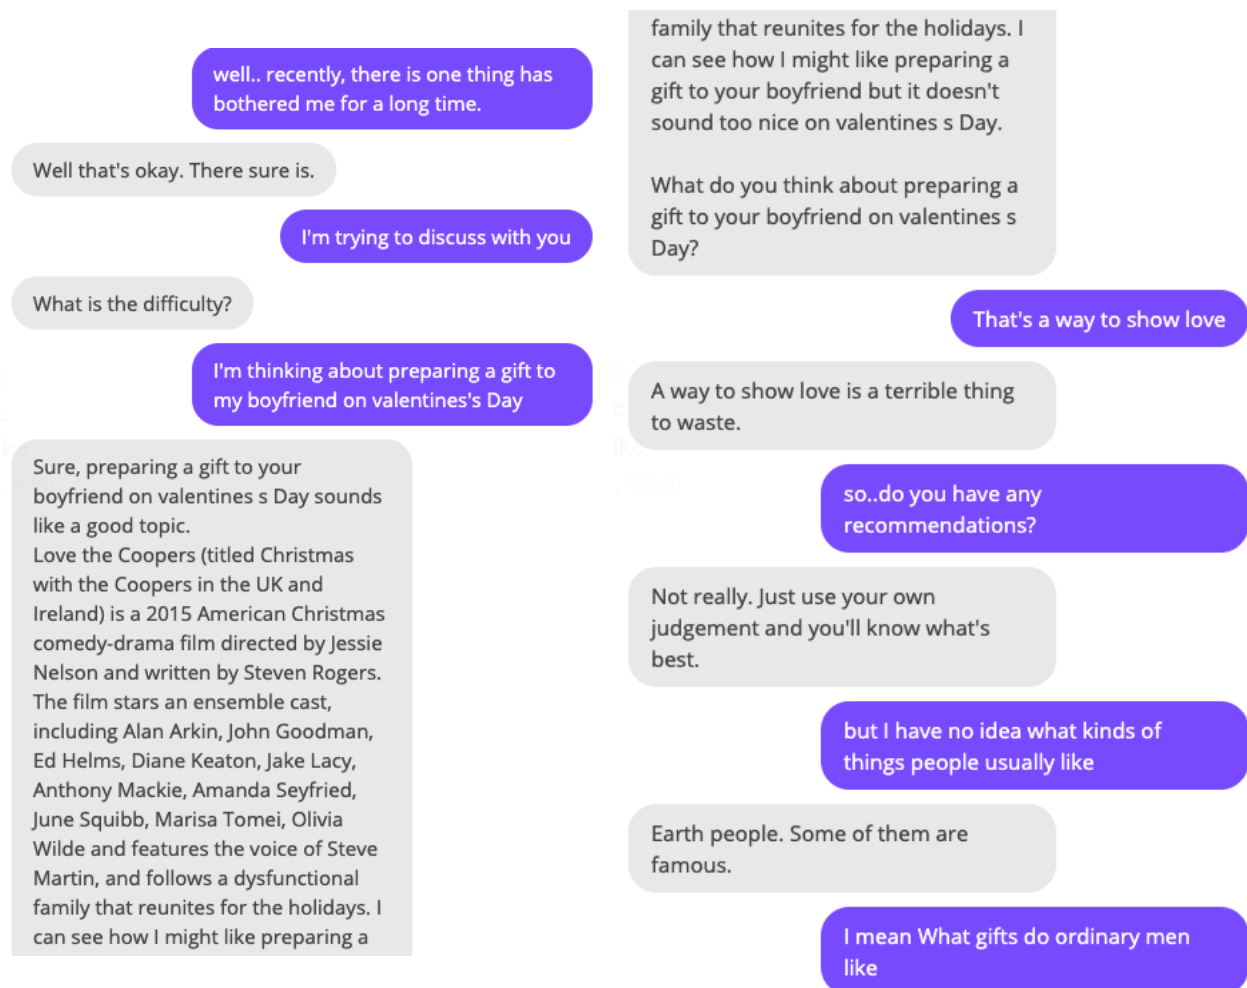 well.. recently, there is one thing has
bothered me for a long time.
Well that's okay. There sure is.
I'm trying to discuss with you
What is the difficulty?
I'm thinking about preparing a gift to
my boyfriend on valentines's Day
Sure, preparing a gift to your
boyfriend on valentines s Day sounds
like a good topic.
Love the Coopers (titled Christmas
with the Coopers in the UK and
Ireland) is a 2015 American Christmas
comedy-drama film directed by Jessie
Nelson and written by Steven Rogers.
The film stars an ensemble cast,
including Alan Arkin, John Goodman,
Ed Helms, Diane Keaton, Jake Lacy,
Anthony Mackie, Amanda Seyfried,
June Squibb, Marisa Tomei, Olivia
Wilde and features the voice of Steve
Martin, and follows a dysfunctional
family that reunites for the holidays. I
can see how I might like preparing a
family that reunites for the holidays. I
can see how I might like preparing a
gift to your boyfriend but it doesn't
sound too nice on valentines s Day.
What do you think about preparing a
gift to your boyfriend on valentines s
Day?
That's a way to show love
A way to show love is a terrible thing
to waste.
so..do you have any
recommendations?
Not really. Just use your own
judgement and you'll know what's
best.
but I have no idea what kinds of
things people usually like
Earth people. Some of them are
famous.
I mean What gifts do ordinary men
like